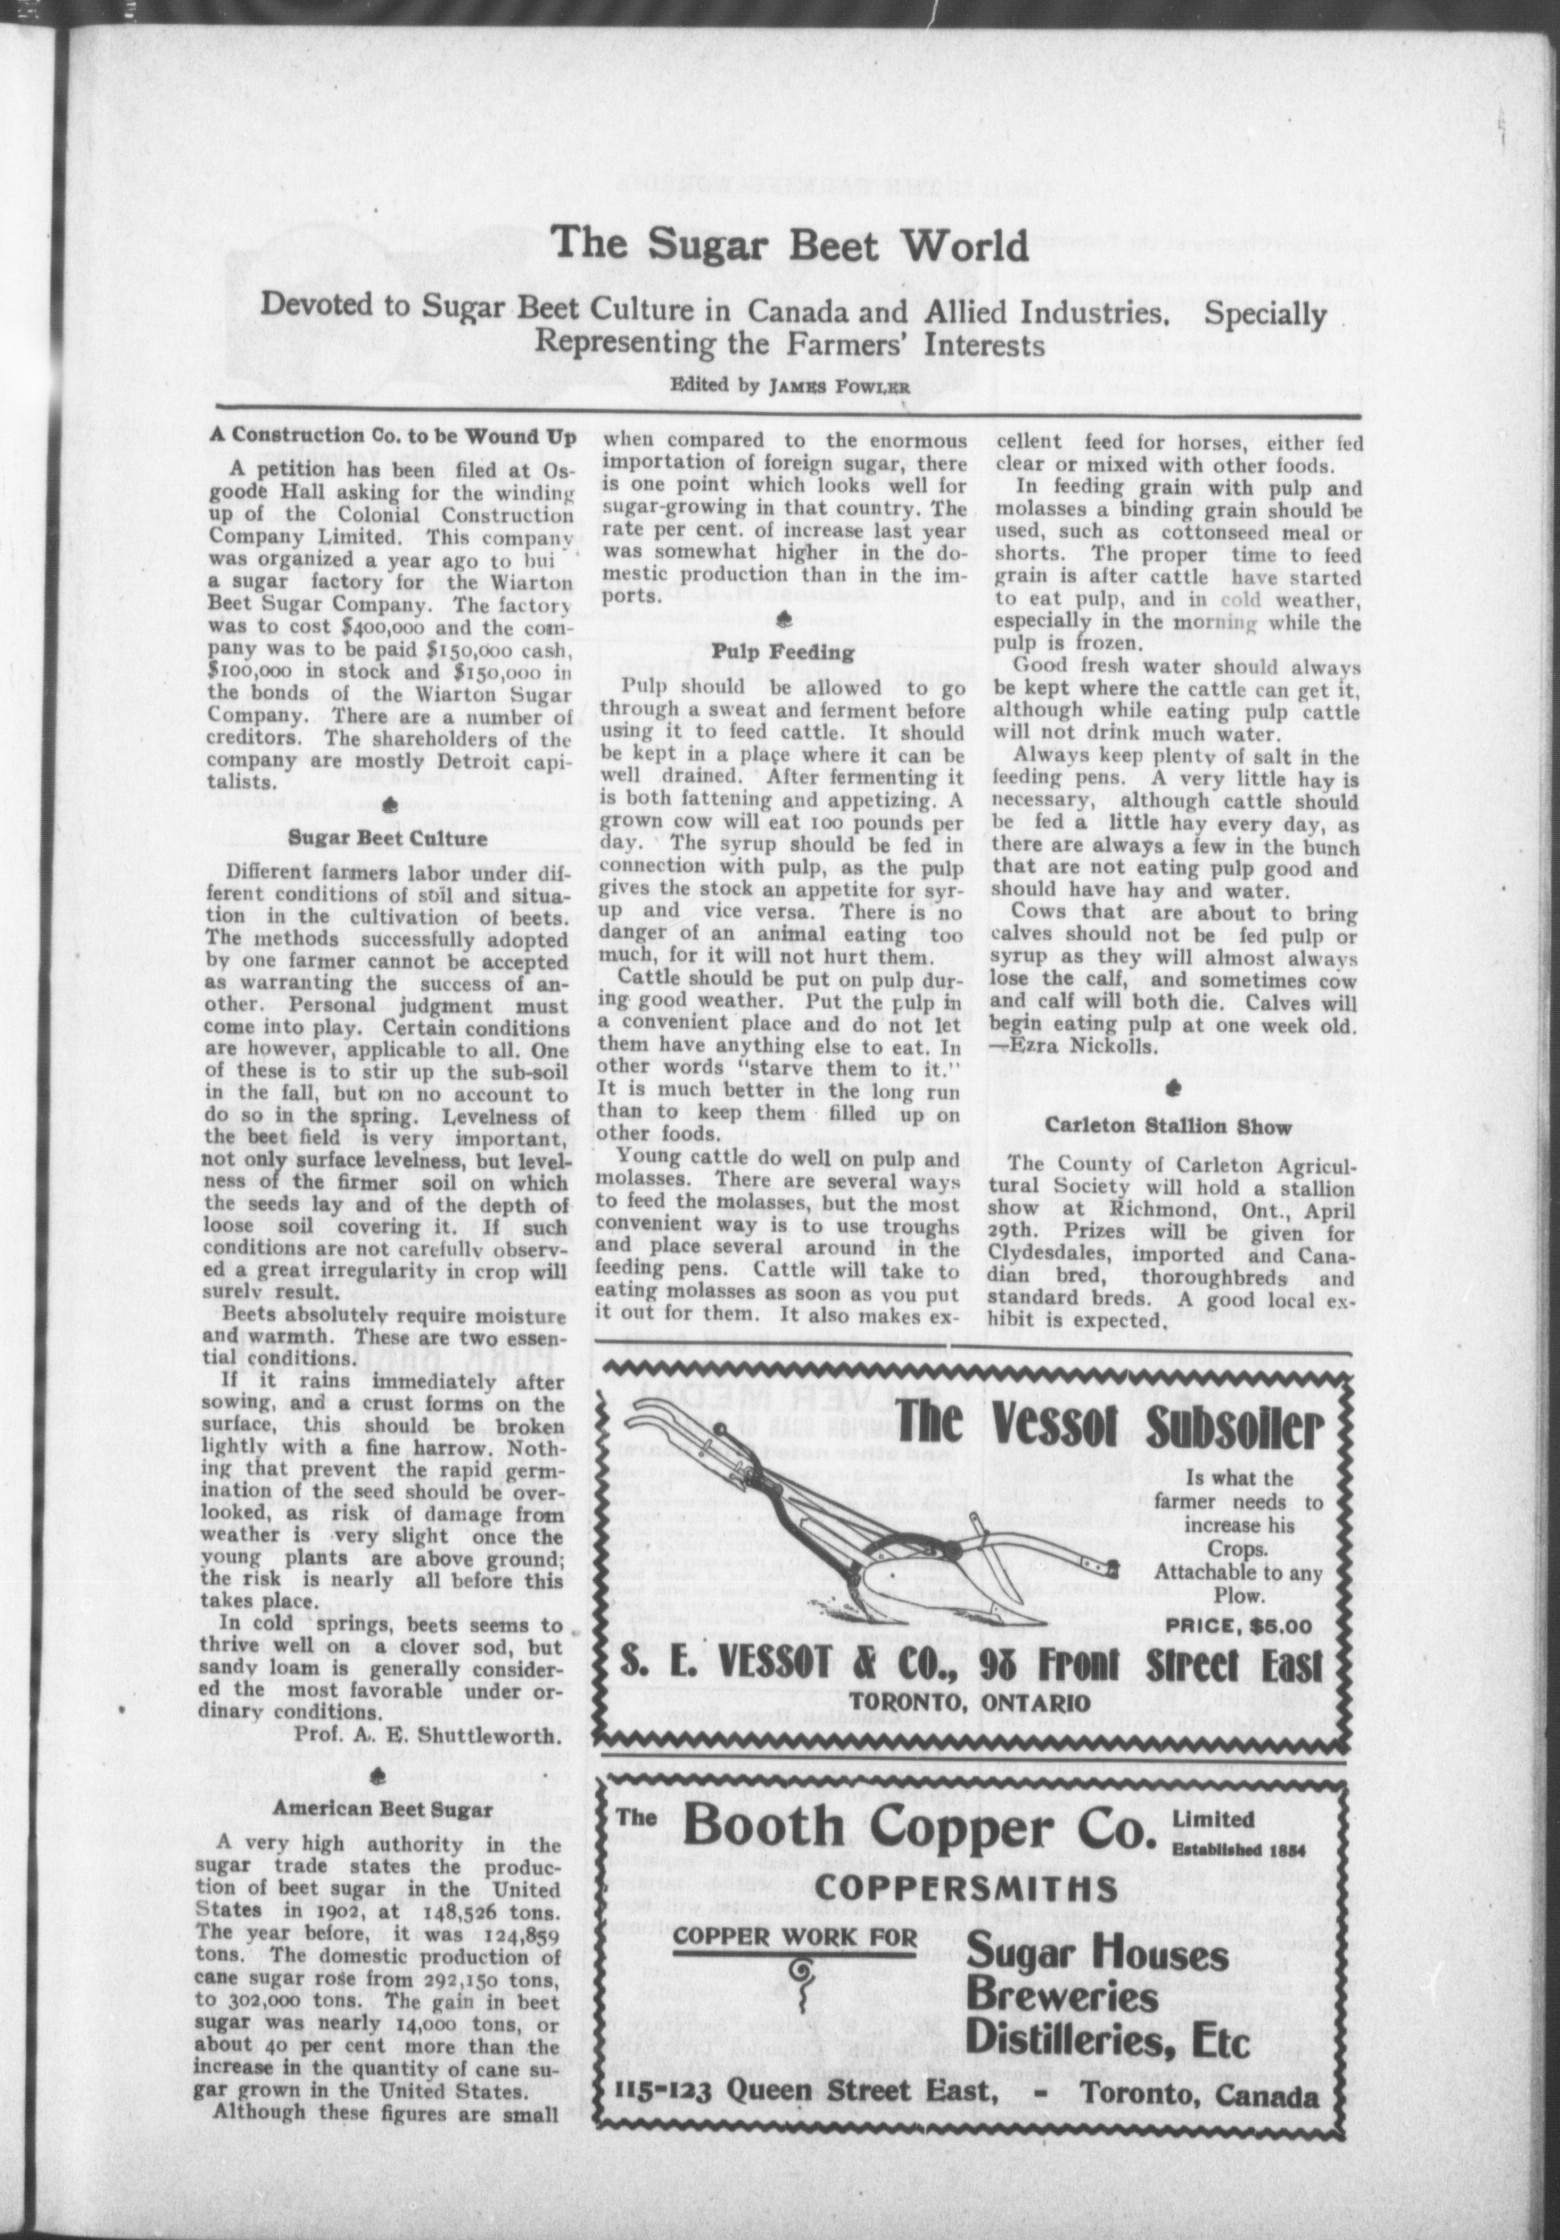 The Sugar Beet World
Devoted to Sugar Beet Culture in Canada and Allied Industries. Specially
Representing the Farmers' Interests
Edited by JAMES FOWLER
A Construction Co. to be Wound Up
A petition has been filed at Os-
goode Hall asking for the winding
up of the Colonial Construction
Company Limited. This company
was organized a year ago to bui
a sugar factory for the Wiarton
Beet Sugar Company. The factory
was to cost $400,000 and the com-
pany was to be paid $150,000 cash,
$100,000 in stock and $150,000 in
the bonds of the Wiarton Sugar
Company. There are a number of
creditors. The shareholders of the
company are mostly Detroit capi-
talists.
Sugar Beet Culture
Different farmers labor under dif-
ferent conditions of soil and situa-
tion in the cultivation of beets.
The methods successfully adopted
by one farmer cannot be accepted
as warranting the success of an-
other. Personal judgment must
come into play. Certain conditions
are however, applicable to all. One
of these is to stir up the sub-soil
in the fall, but on no account to
do so in the spring. Levelness of
the beet field is very important,
not only surface levelness, but level-
ness of the firmer soil on which
the seeds lay and of the depth of
loose soil covering it. If such
conditions are not carefully observ-
ed a great irregularity in crop will
surely result.
Beets absolutely require moisture
and warmth. These are two essen-
tial conditions.
If it rains immediately after
sowing, and a crust forms on the
surface, this should be broken
lightly with a fine harrow. Noth-
ing that prevent the rapid germ-
ination of the seed should be over-
looked, as risk of damage from
weather is very slight once the
young plants are above ground;
the risk is nearly all before this
takes place.
In cold springs, beets seems to
thrive well on a clover sod, but
sandy loam is generally consider-
ed the most favorable under or-
dinary conditions.
Prof. A. E. Shuttleworth.
American Beet Sugar
A very high authority in the
sugar trade states the produc-
tion of beet sugar in the United
States in 1902, at 148,526 tons.
The year before, it was 124,859
tons. The domestic production of
cane sugar rose from 292,150 tons,
to 302,000 tons. The gain in beet
sugar was nearly 14,000 tons, or
about 40 per cent more than the
increase in the quantity of cane su-
gar grown in the United States.
Although these figures are small
when compared to the enormous
importation of foreign sugar, there
is one point which looks well for
sugar-growing in that country. The
rate per cent. of increase last year
was somewhat higher in the do-
mestic production than in the im-
ports.
Pulp Feeding
Pulp should be allowed to go
through a sweat and ferment before
using it to feed cattle. It should
be kept in a place where it can be
well drained. After fermenting it
is both fattening and appetizing. A
grown cow will eat 100 pounds per
day. The syrup should be fed in
connection with pulp, as the pulp
gives the stock an appetite for syr-
up and vice versa. There is no
danger of an animal eating too
much, for it will not hurt them.
Cattle should be put on pulp dur-
ing good weather. Put the pulp in
a convenient place and do not let
them have anything else to eat. In
other words "starve them to it."
It is much better in the long run
than to keep them filled up on
other foods.
Young cattle do well on pulp and
molasses. There are several ways
to feed the molasses, but the most
convenient way is to use troughs
and place several around in the
feeding pens. Cattle will take to
eating molasses as soon as you put
it out for them. It also makes ex-
cellent feed for horses, either fed
clear or mixed with other foods.
In feeding grain with pulp and
molasses a binding grain should be
used, such as cottonseed meal or
shorts. The proper time to feed
grain is after cattle have started
to eat pulp, and in cold weather,
especially in the morning while the
pulp is frozen.
Good fresh water should always
be kept where the cattle can get it,
although while eating pulp cattle
will not drink much water.
Always keep plenty of salt in the
feeding pens. A very little hay is
necessary, although cattle should
be fed a little hay every day, as
there are always a few in the bunch
that are not eating pulp good and
should have hay and water.
Cows that are about to bring
calves should not be fed pulp or
syrup as they will almost always
lose the calf, and sometimes cow
and calf will both die. Calves will
begin eating pulp at one week old.
—Ezra Nickolls.
Carleton Stallion Show
The County of Carleton Agricul-
tural Society will hold a stallion
show at Richmond, Ont., April
29th. Prizes will be given for
Clydesdales, imported and Cana-
dian bred, thoroughbreds and
standard breds. A good local ex-
hibit is expected.
The Vessot Subsoiler
Is what the
farmer needs to
increase his
Crops.
Attachable to any
Plow.
PRICE, $5.00
S. E. VESSOT & CO., 98 Front Street East
TORONTO, ONTARIO
The Booth Copper Co. Limited
Established 1854
COPPERSMITHS
COPPER WORK FOR
Sugar Houses
Breweries
Distilleries, Etc
115-123 Queen Street East, - Toronto, Canada